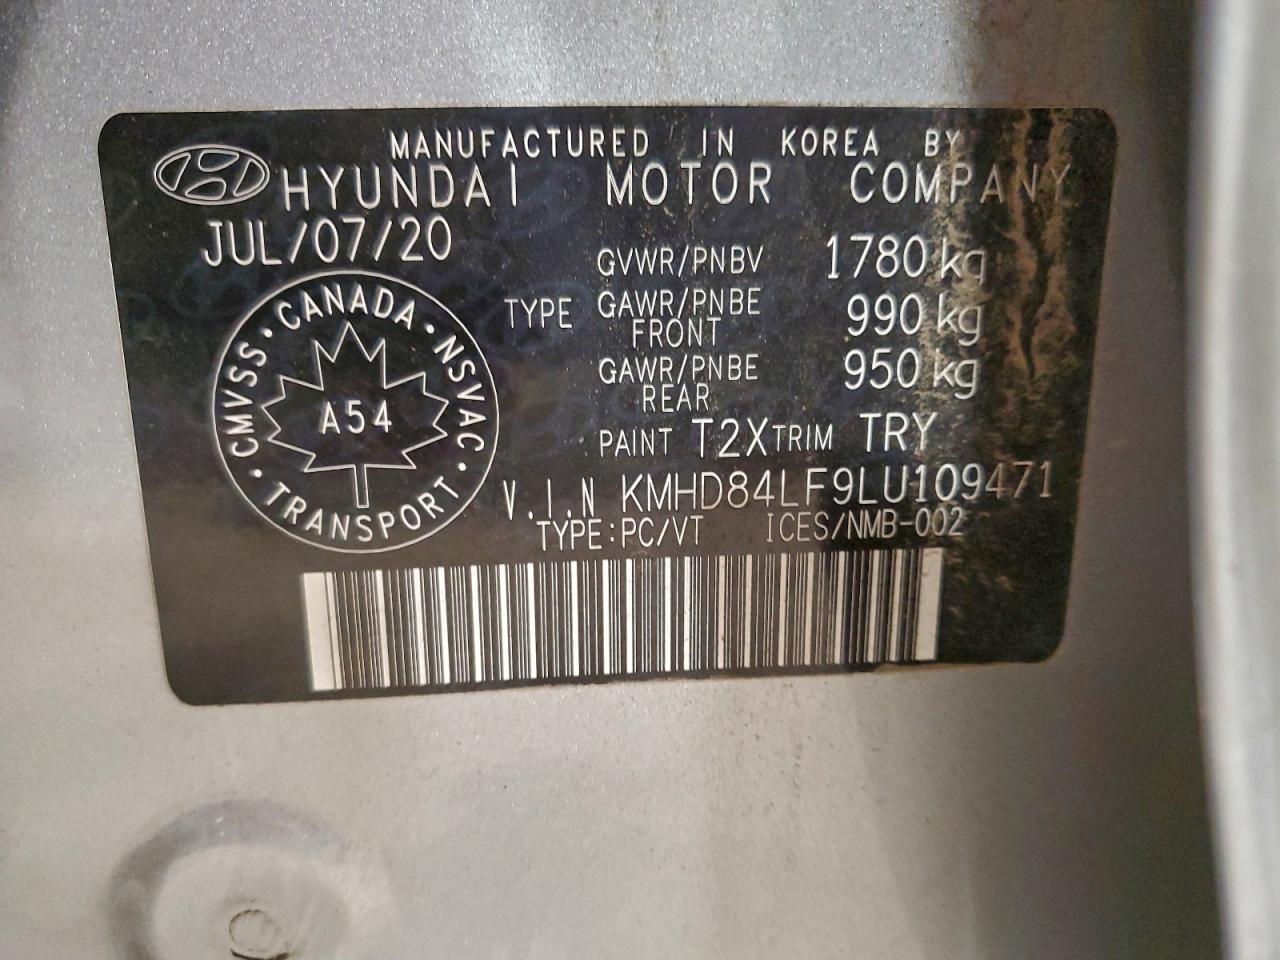 MANUFACTURED IN KOREA BY
HYUNDAI MOTOR COMPANY
JUL/07/20
GVWR/PNBV 1780 kg
TYPE GAWR/PNBE FRONT 990 kg
GAWR/PNBE REAR 950 kg
PAINT T2X TRIM TRY
V.I.N KMHD84LF9LU109471
TYPE:PC/VT ICES/NMB-002
CANADA · NSVAC · TRANSPORT · CMVSS ·
A54